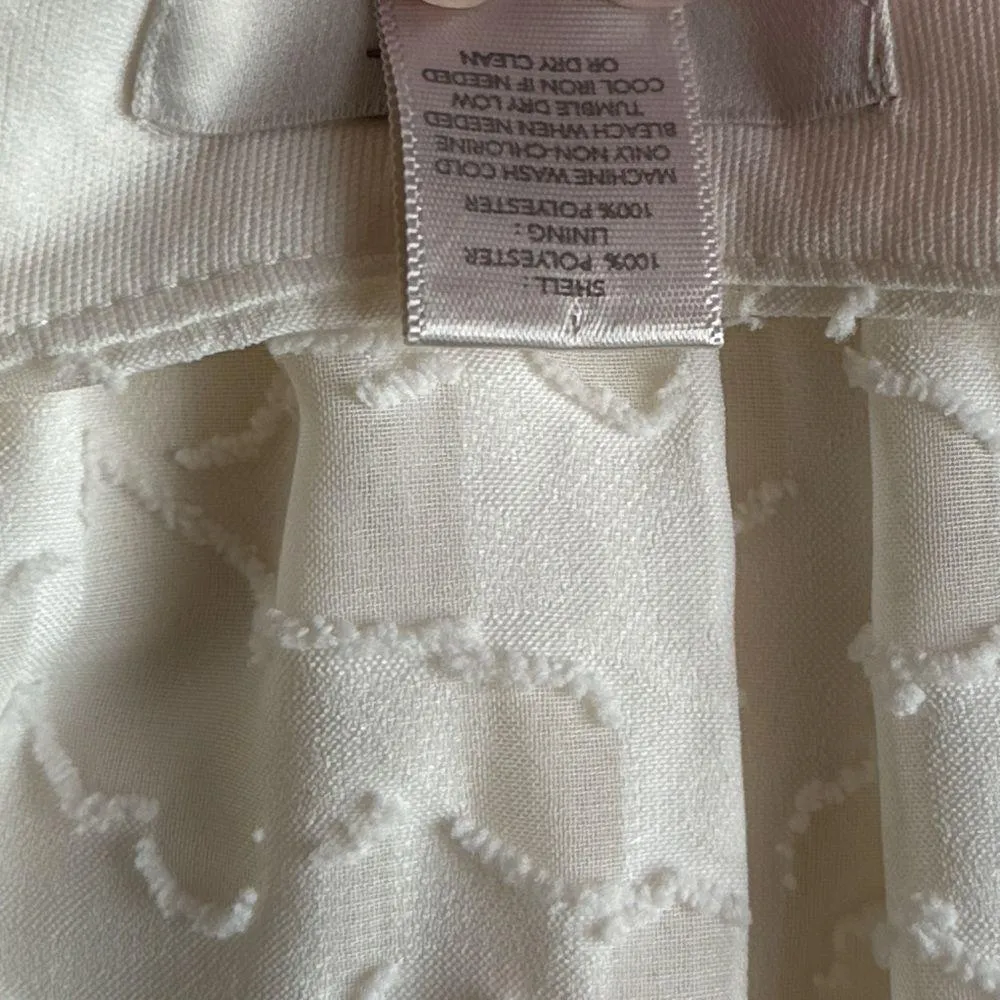 SHELL :
100% POLYESTER
LINING :
100% POLYESTER
MACHINE WASH COLD
ONLY NON-CHLORINE
BLEACH WHEN NEEDED
TUMBLE DRY LOW
COOL IRON IF NEEDED
OR DRY CLEAN